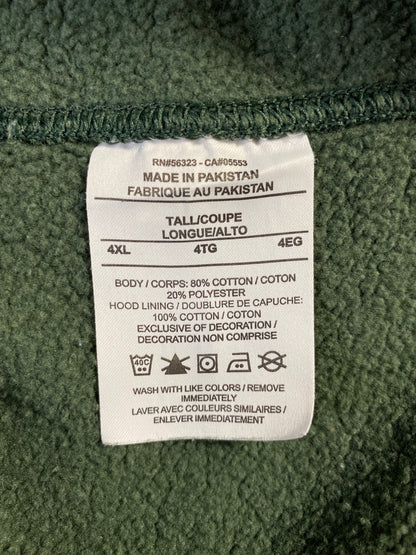 RN#56323 - CA#05553
MADE IN PAKISTAN
FABRIQUE AU PAKISTAN
TALL/COUPE
LONGUE/ALTO
4XL 4TG 4EG
BODY / CORPS: 80% COTTON / COTON
20% POLYESTER
HOOD LINING / DOUBLURE DE CAPUCHE:
100% COTTON / COTON
EXCLUSIVE OF DECORATION /
DECORATION NON COMPRISE
40C
WASH WITH LIKE COLORS / REMOVE
IMMEDIATELY
LAVER AVEC COULEURS SIMILAIRES /
ENLEVER IMMEDIATEMENT